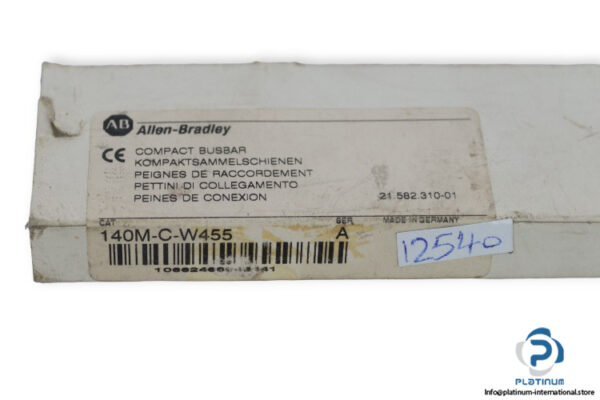 AB Allen-Bradley
CE COMPACT BUSBAR
KOMPAKTSAMMELSCHIENEN
PEIGNES DE RACCORDEMENT
PETTINI DI COLLEGAMENTO
PEINES DE CONEXION
21.582.310-01
CAT SER MADE IN GERMANY
140M-C-W455 A
12540
PLATINUM
Info@platinum-international.store